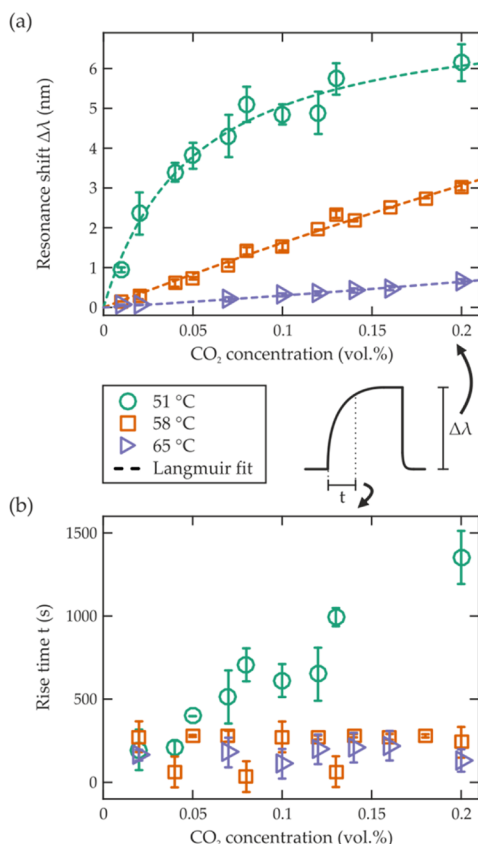 (a)
Resonance shift Δλ (nm)
6
5
4
3
2
1
0
0
0.05
0.1
0.15
0.2
CO₂ concentration (vol.%)
51 °C
58 °C
65 °C
Langmuir fit
Δλ
t
(b)
Rise time t (s)
1500
1000
500
0
0
0.05
0.1
0.15
0.2
CO₂ concentration (vol.%)